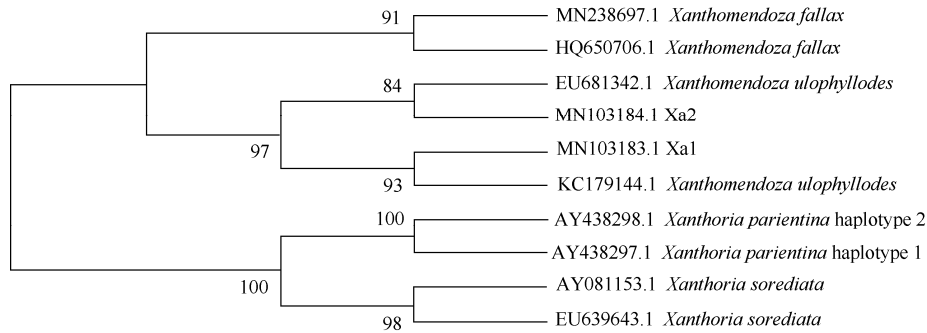 91
MN238697.1 Xanthomendoza fallax
HQ650706.1 Xanthomendoza fallax
84
EU681342.1 Xanthomendoza ulophyllodes
MN103184.1 Xa2
97
MN103183.1 Xa1
93
KC179144.1 Xanthomendoza ulophyllodes
100
AY438298.1 Xanthoria parientina haplotype 2
AY438297.1 Xanthoria parientina haplotype 1
100
AY081153.1 Xanthoria sorediata
98
EU639643.1 Xanthoria sorediata